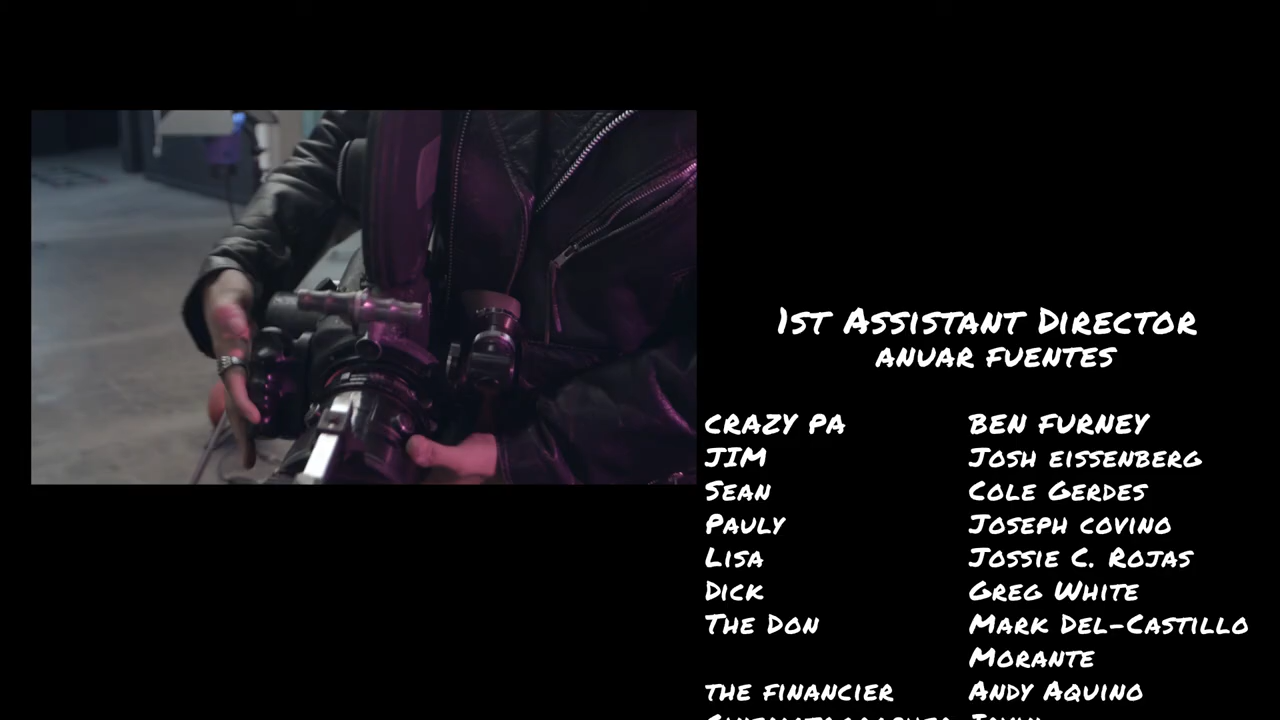 1st Assistant Director
ANUAR FUENTES
CRAZY PA BEN FURNEY
JIM JOSH EISSENBERG
SEAN COLE GERDES
PAULY JOSEPH COVINO
LISA JOSSIE C. ROJAS
DICK GREG WHITE
THE DON MARK DEL-CASTILLO
MORANTE
THE FINANCIER ANDY AQUINO